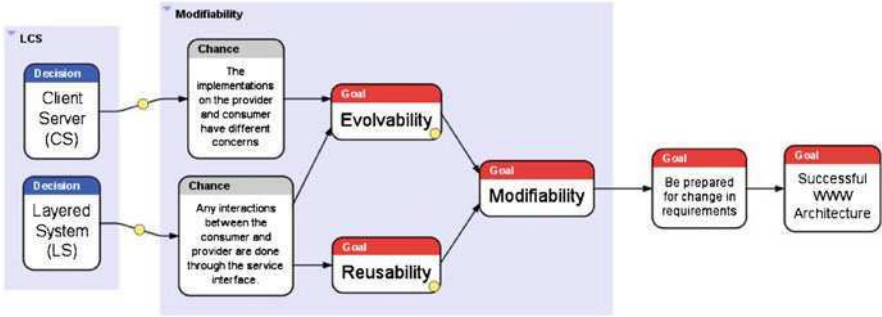 Modifiability
LCS
Decision
Client
Server
(CS)
Chance
The
implementations
on the provider
and consumer
have different
concerns
Goal
Evolvability
Decision
Layered
System
(LS)
Chance
Any interactions
between the
consumer and
provider are done
through the service
interface.
Goal
Reusability
Goal
Modifiability
Goal
Be prepared
for change in
requirements
Goal
Successful
WWW
Architecture